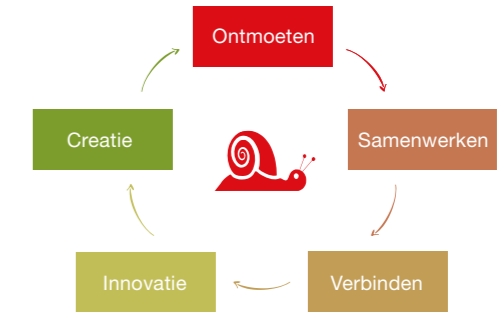 Ontmoeten
Samenwerken
Verbinden
Innovatie
Creatie